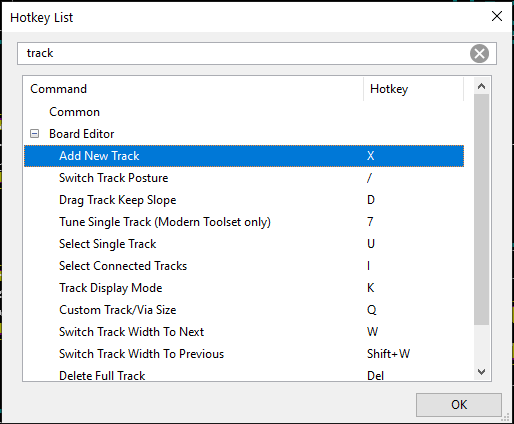 Hotkey List
track
Command Hotkey
Common
Board Editor
Add New Track X
Switch Track Posture /
Drag Track Keep Slope D
Tune Single Track (Modern Toolset only) 7
Select Single Track U
Select Connected Tracks I
Track Display Mode K
Custom Track/Via Size Q
Switch Track Width To Next W
Switch Track Width To Previous Shift+W
Delete Full Track Del
OK